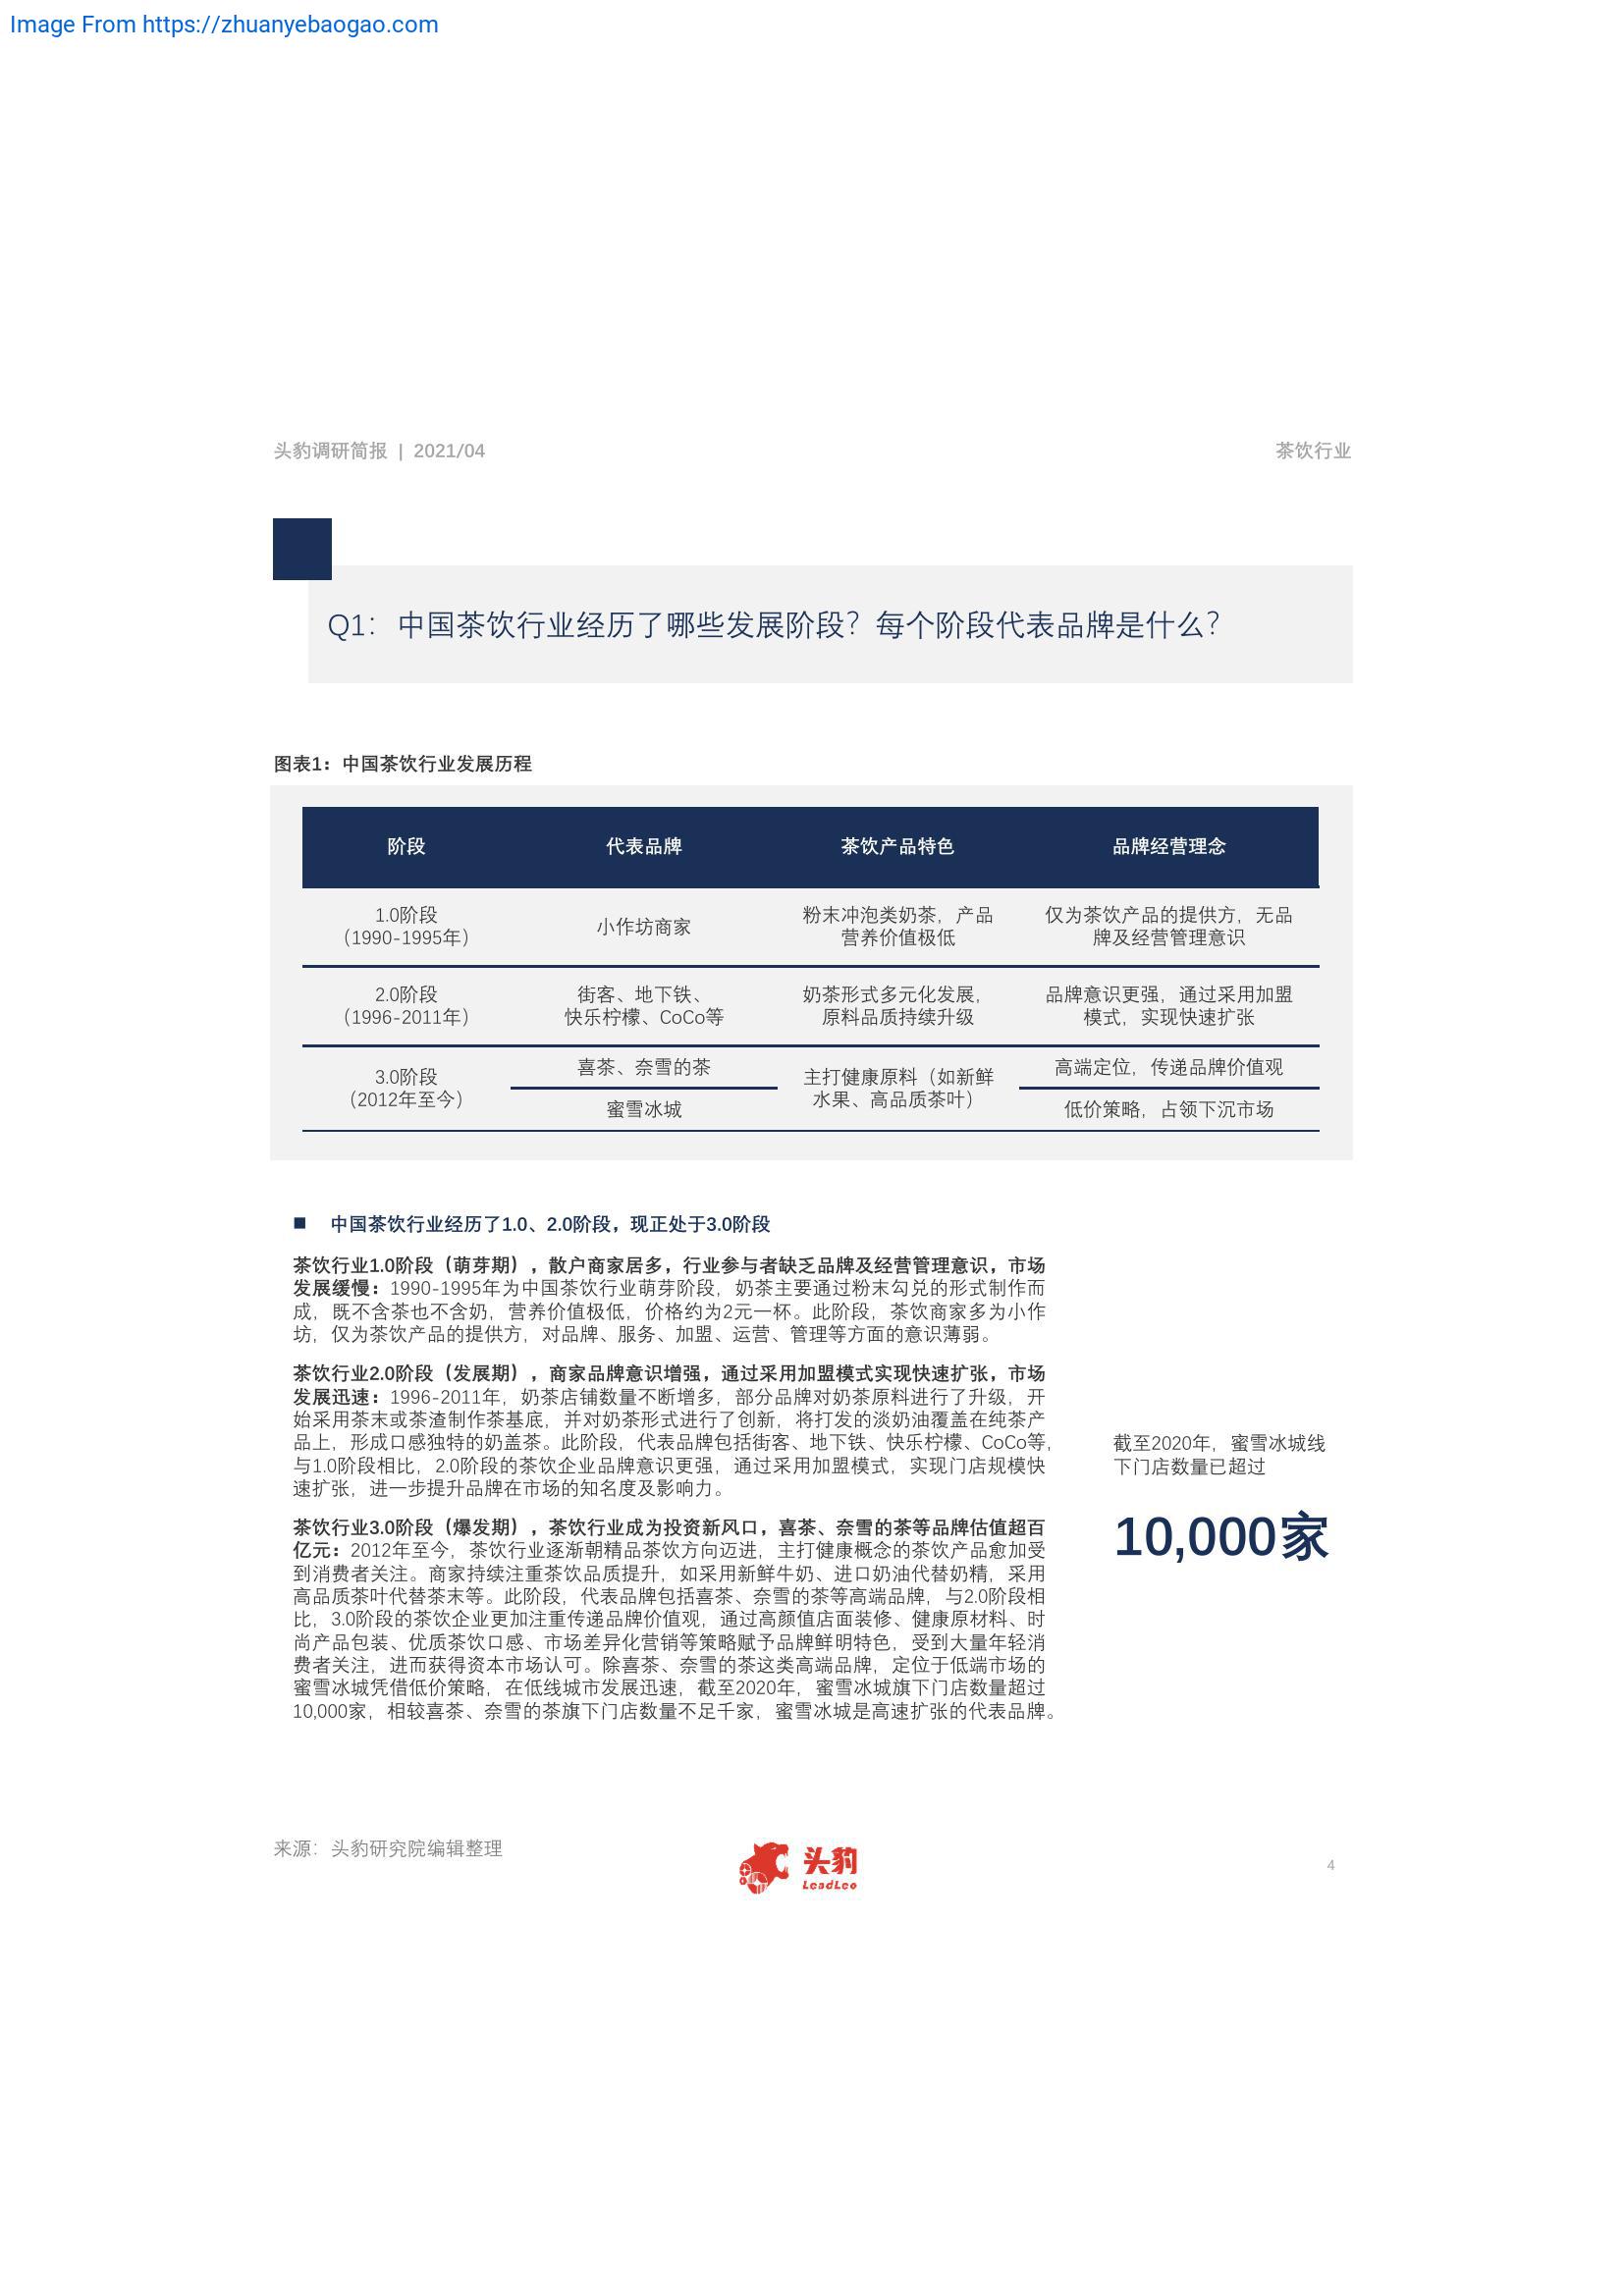 Image From https://zhuanyebaogao.com
头豹调研简报 | 2021/04
茶饮行业
Q1：中国茶饮行业经历了哪些发展阶段？每个阶段代表品牌是什么？
图表1：中国茶饮行业发展历程
阶段 代表品牌 茶饮产品特色 品牌经营理念
1.0阶段
（1990-1995年）
小作坊商家
粉末冲泡类奶茶，产品
营养价值极低
仅为茶饮产品的提供方，无品
牌及经营管理意识
2.0阶段
（1996-2011年）
街客、地下铁、
快乐柠檬、CoCo等
奶茶形式多元化发展，
原料品质持续升级
品牌意识更强，通过采用加盟
模式，实现快速扩张
3.0阶段
（2012年至今）
喜茶、奈雪的茶
蜜雪冰城
主打健康原料（如新鲜
水果、高品质茶叶）
高端定位，传递品牌价值观
低价策略，占领下沉市场
■ 中国茶饮行业经历了1.0、2.0阶段，现正处于3.0阶段
茶饮行业1.0阶段（萌芽期），散户商家居多，行业参与者缺乏品牌及经营管理意识，市场
发展缓慢：1990-1995年为中国茶饮行业萌芽阶段，奶茶主要通过粉末勾兑的形式制作而
成，既不含茶也不含奶，营养价值极低，价格约为2元一杯。此阶段，茶饮商家多为小作
坊，仅为茶饮产品的提供方，对品牌、服务、加盟、运营、管理等方面的意识薄弱。
茶饮行业2.0阶段（发展期），商家品牌意识增强，通过采用加盟模式实现快速扩张，市场
发展迅速：1996-2011年，奶茶店铺数量不断增多，部分品牌对奶茶原料进行了升级，开
始采用茶末或茶渣制作茶基底，并对奶茶形式进行了创新，将打发的淡奶油覆盖在纯茶产
品上，形成口感独特的奶盖茶。此阶段，代表品牌包括街客、地下铁、快乐柠檬、CoCo等，
与1.0阶段相比，2.0阶段的茶饮企业品牌意识更强，通过采用加盟模式，实现门店规模快
速扩张，进一步提升品牌在市场的知名度及影响力。
茶饮行业3.0阶段（爆发期），茶饮行业成为投资新风口，喜茶、奈雪的茶等品牌估值超百
亿元：2012年至今，茶饮行业逐渐朝精品茶饮方向迈进，主打健康概念的茶饮产品愈加受
到消费者关注。商家持续注重茶饮品质提升，如采用新鲜牛奶、进口奶油代替奶精，采用
高品质茶叶代替茶末等。此阶段，代表品牌包括喜茶、奈雪的茶等高端品牌，与2.0阶段相
比，3.0阶段的茶饮企业更加注重传递品牌价值观，通过高颜值店面装修、健康原材料、时
尚产品包装、优质茶饮口感、市场差异化营销等策略赋予品牌鲜明特色，受到大量年轻消
费者关注，进而获得资本市场认可。除喜茶、奈雪的茶这类高端品牌，定位于低端市场的
蜜雪冰城凭借低价策略，在低线城市发展迅速，截至2020年，蜜雪冰城旗下门店数量超过
10,000家，相较喜茶、奈雪的茶旗下门店数量不足千家，蜜雪冰城是高速扩张的代表品牌。
截至2020年，蜜雪冰城线
下门店数量已超过
10,000家
来源：头豹研究院编辑整理
头豹
LeadLeo
4